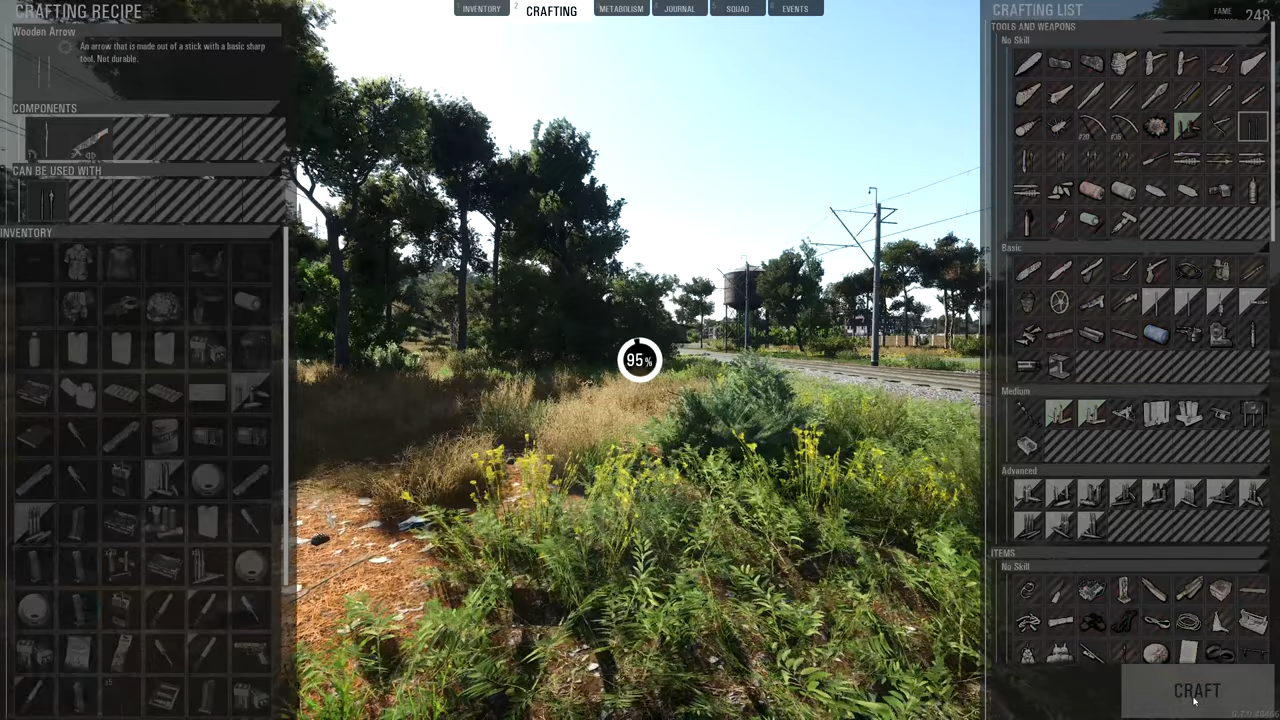 CRAFTING RECIPE
Wooden Arrow
An arrow that is made out of a stick with a basic sharp
tool. Not durable.
COMPONENTS
CAN BE USED WITH
INVENTORY
1 INVENTORY
2 CRAFTING
METABOLISM
JOURNAL
SQUAD
EVENTS
95%
CRAFTING LIST
FAME
248
TOOLS AND WEAPONS
No Skill
Basic
Medium
Advanced
ITEMS
No Skill
CRAFT